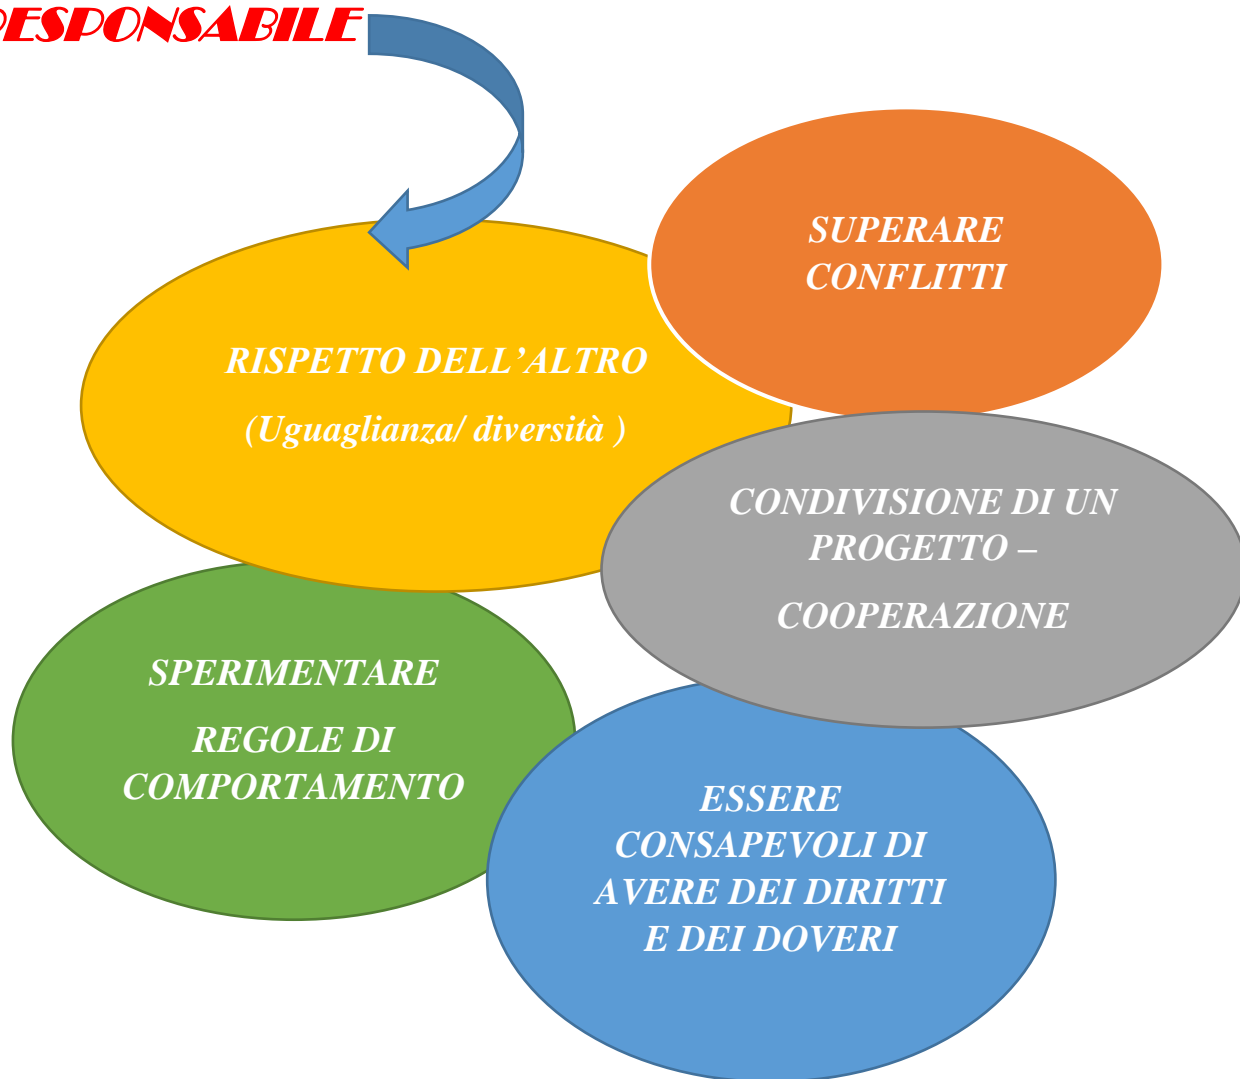 RESPONSABILE
SUPERARE
CONFLITTI
RISPETTO DELL’ALTRO
(Uguaglianza/ diversità )
CONDIVISIONE DI UN
PROGETTO –
COOPERAZIONE
SPERIMENTARE
REGOLE DI
COMPORTAMENTO
ESSERE
CONSAPEVOLI DI
AVERE DEI DIRITTI
E DEI DOVERI